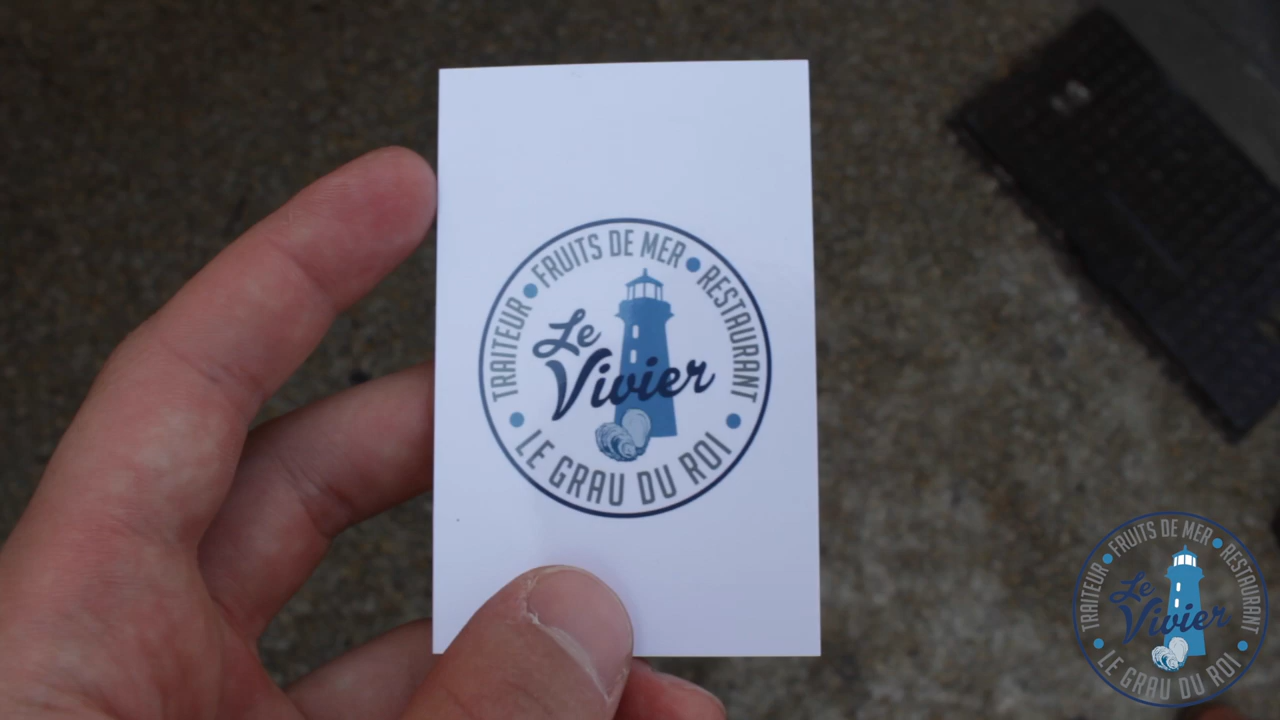 TRAITEUR • FRUITS DE MER • RESTAURANT
Le
Vivier
• LE GRAU DU ROI •
TRAITEUR • FRUITS DE MER • RESTAURANT
Le
Vivier
• LE GRAU DU ROI •